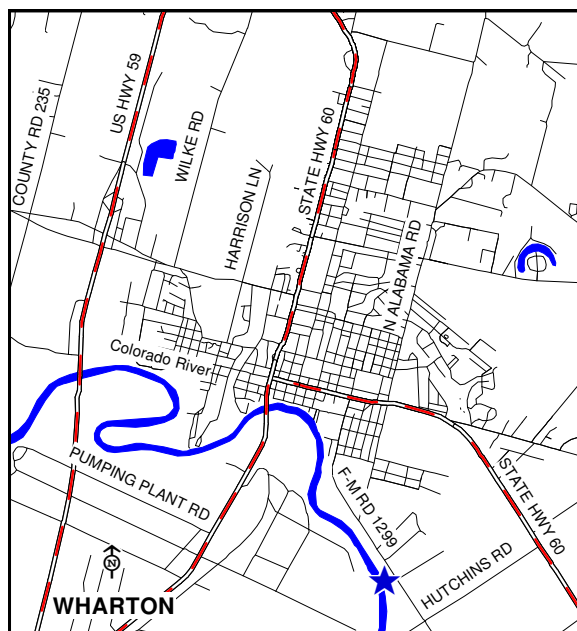 US HWY 59
COUNTY RD 235
WILKE RD
HARRISON LN
STATE HWY 60
N ALABAMA RD
Colorado River
PUMPING PLANT RD
F-M RD 1299
STATE HWY 60
HUTCHINS RD
N
WHARTON